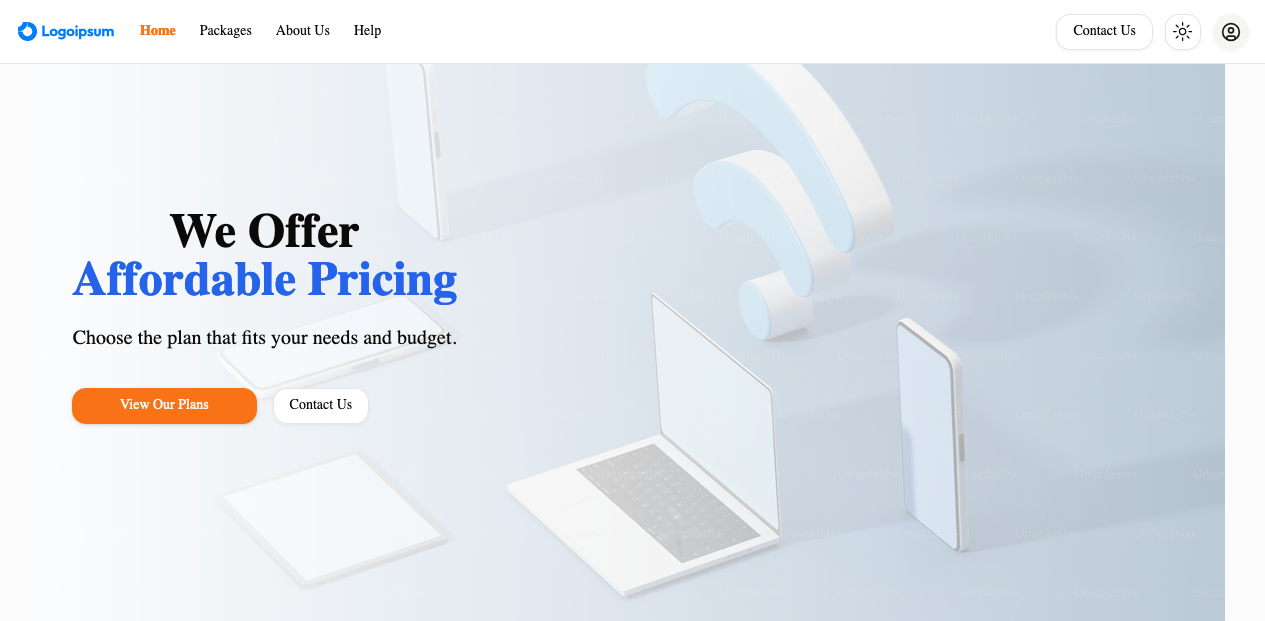 Logoipsum
Home
Packages
About Us
Help
Contact Us
We Offer
Affordable Pricing
Choose the plan that fits your needs and budget.
View Our Plans
Contact Us
Unsplash+